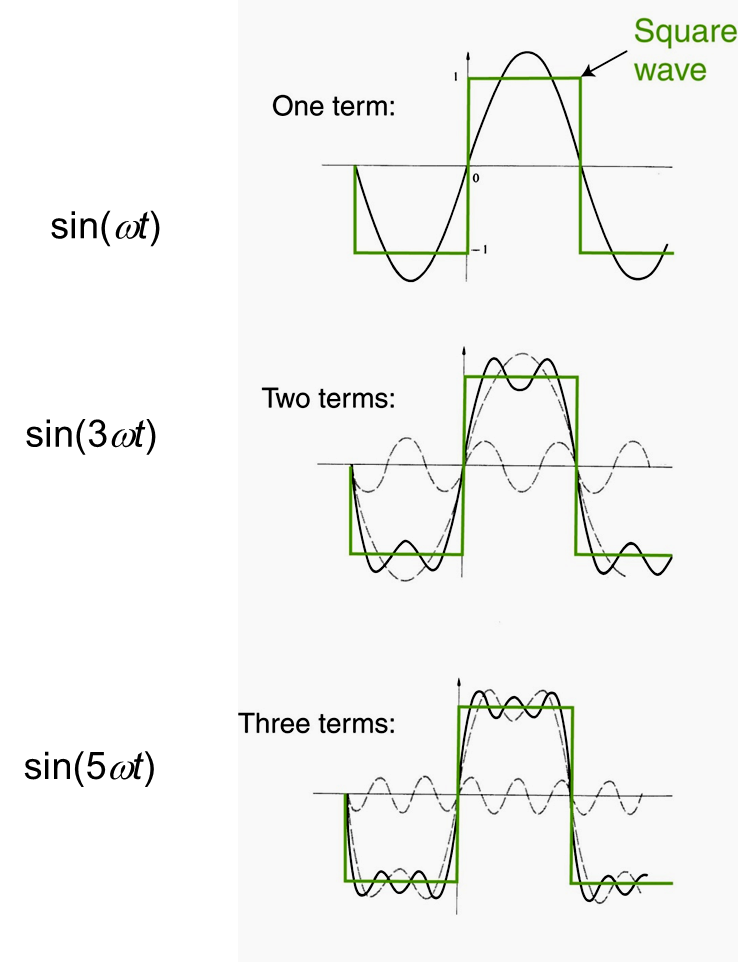 Square
wave
One term:
1
0
sin(ωt)
−1
Two terms:
sin(3ωt)
Three terms:
sin(5ωt)